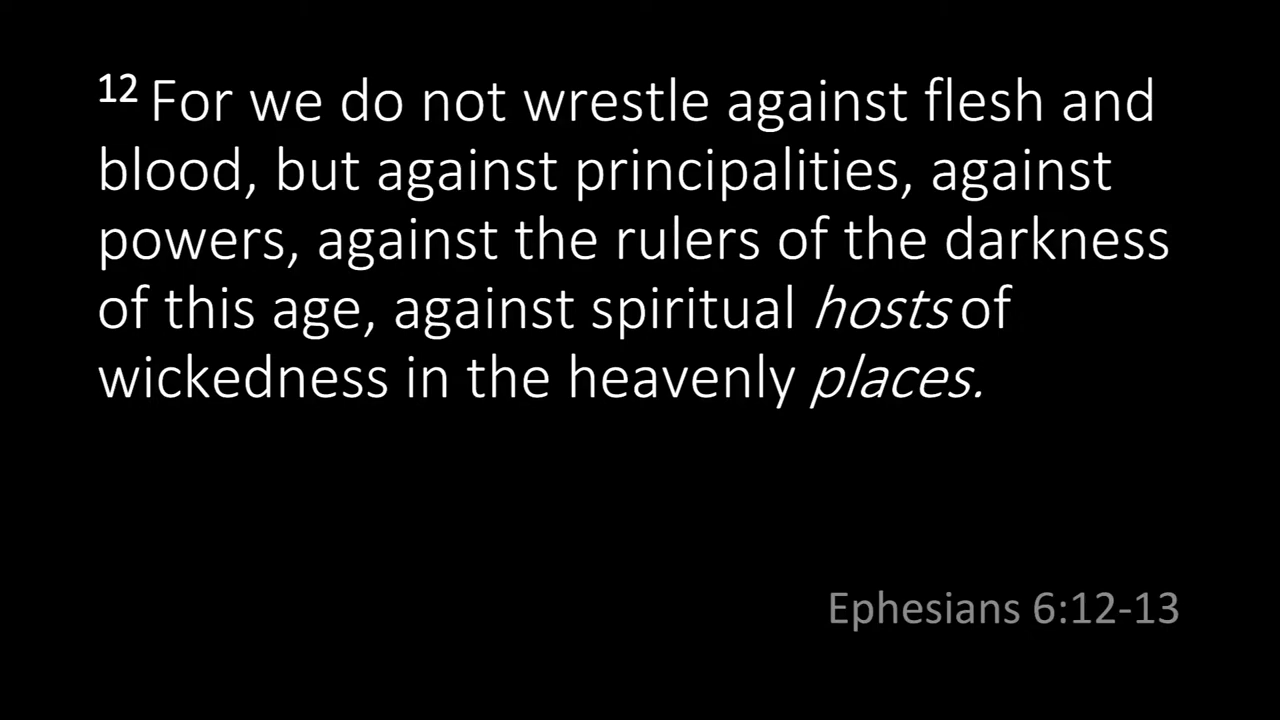 12 For we do not wrestle against flesh and
blood, but against principalities, against
powers, against the rulers of the darkness
of this age, against spiritual hosts of
wickedness in the heavenly places.
Ephesians 6:12-13